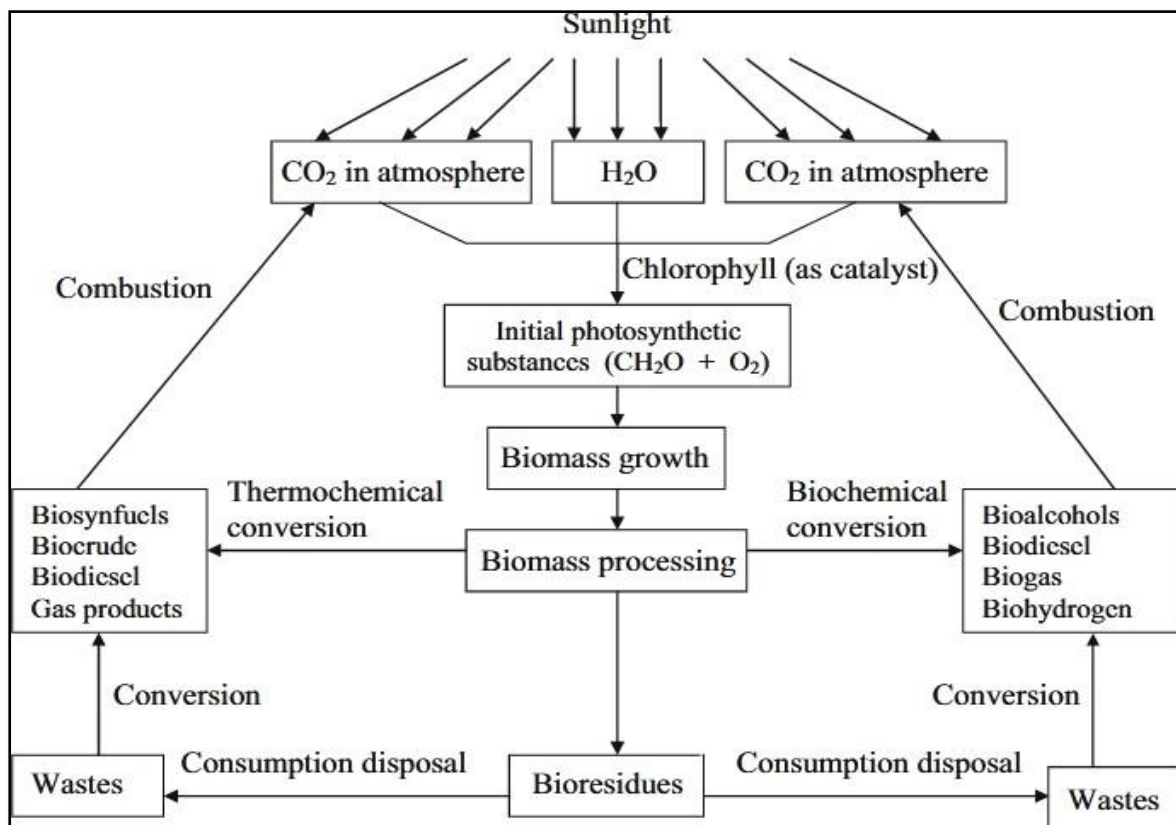 Sunlight
CO₂ in atmosphere
H₂O
CO₂ in atmosphere
Chlorophyll (as catalyst)
Combustion
Combustion
Initial photosynthetic
substances (CH₂O + O₂)
Biomass growth
Thermochemical
conversion
Biochemical
conversion
Biosynfuels
Biocrude
Biodiesel
Gas products
Biomass processing
Bioalcohols
Biodiesel
Biogas
Biohydrogen
Conversion
Conversion
Wastes
Consumption disposal
Bioresidues
Consumption disposal
Wastes